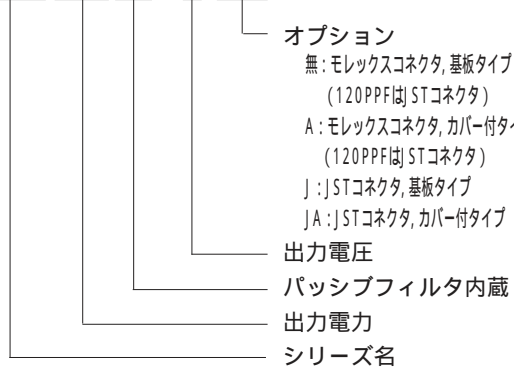 オプション
無：モレックスコネクタ, 基板タイプ
(120PPFはJSTコネクタ)
A：モレックスコネクタ, カバー付タイ
(120PPFはJSTコネクタ)
J：JSTコネクタ, 基板タイプ
JA：JSTコネクタ, カバー付タイプ
出力電圧
パッシブフィルタ内蔵
出力電力
シリーズ名